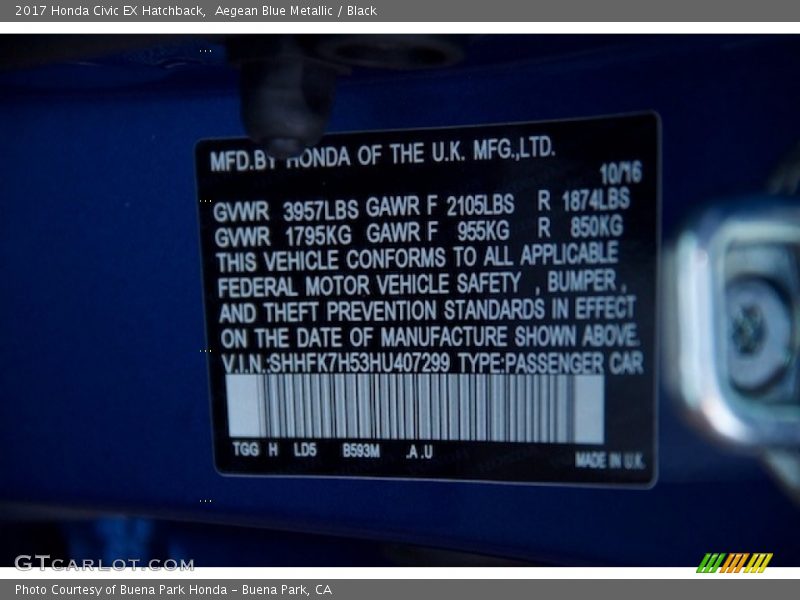 2017 Honda Civic EX Hatchback,  Aegean Blue Metallic / Black
MFD.BY HONDA OF THE U.K. MFG.,LTD.
10/16
GVWR 3957LBS GAWR F 2105LBS R 1874LBS
GVWR 1795KG GAWR F 955KG R 850KG
THIS VEHICLE CONFORMS TO ALL APPLICABLE
FEDERAL MOTOR VEHICLE SAFETY , BUMPER ,
AND THEFT PREVENTION STANDARDS IN EFFECT
ON THE DATE OF MANUFACTURE SHOWN ABOVE.
V.I.N.:SHHFK7H53HU407299 TYPE:PASSENGER CAR
TGG H LD5 B593M .A .U
MADE IN U.K.
GTCARLOT.COM
Photo Courtesy of Buena Park Honda – Buena Park, CA